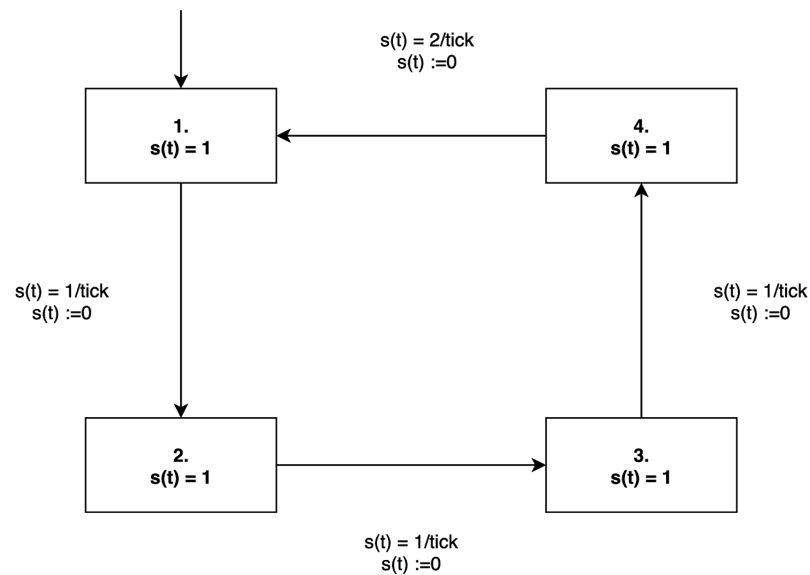 s(t) = 2/tick
s(t) :=0
1.
s(t) = 1
4.
s(t) = 1
s(t) = 1/tick
s(t) :=0
s(t) = 1/tick
s(t) :=0
2.
s(t) = 1
3.
s(t) = 1
s(t) = 1/tick
s(t) :=0